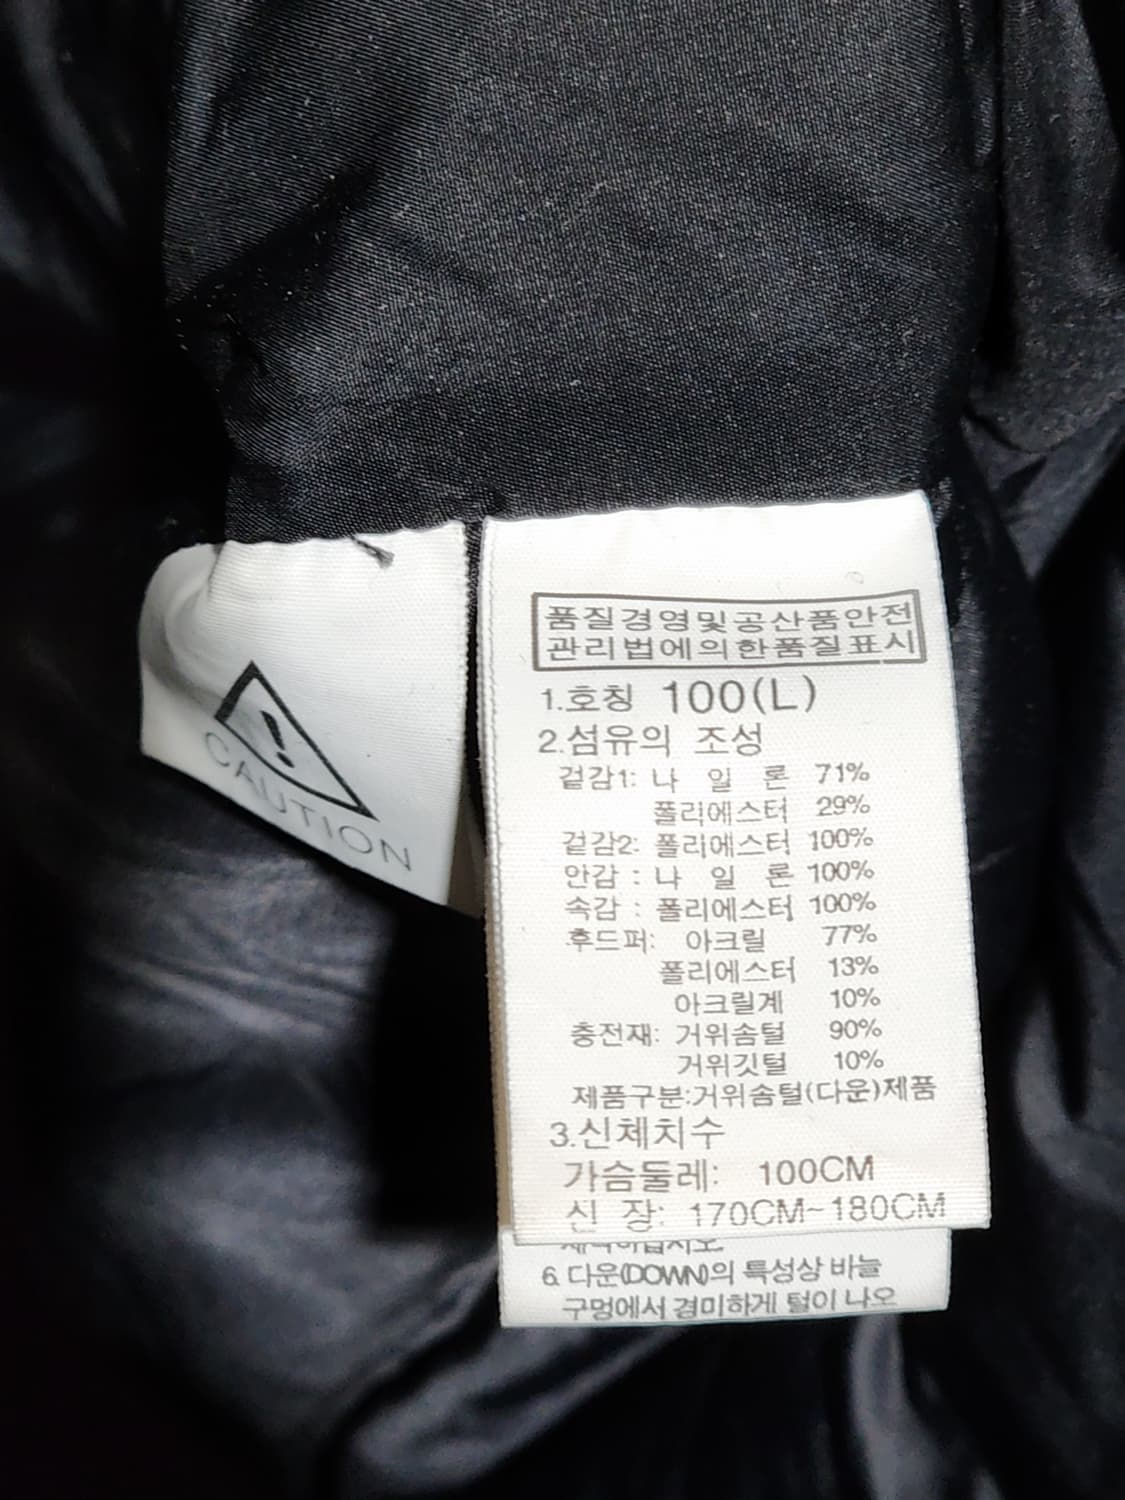 CAUTION
품질경영및공산품안전
관리법에의한품질표시
1.호칭 100(L)
2.섬유의 조성
겉감1: 나 일 론 71%
폴리에스터 29%
겉감2: 폴리에스터 100%
안감 : 나 일 론 100%
속감 : 폴리에스터 100%
후드퍼: 아크릴 77%
폴리에스터 13%
아크릴계 10%
충전재: 거위솜털 90%
거위깃털 10%
제품구분:거위솜털(다운)제품
3.신체치수
가슴둘레: 100CM
신 장: 170CM~180CM
6. 다운(DOWN)의 특성상 바늘
구멍에서 경미하게 털이 나오